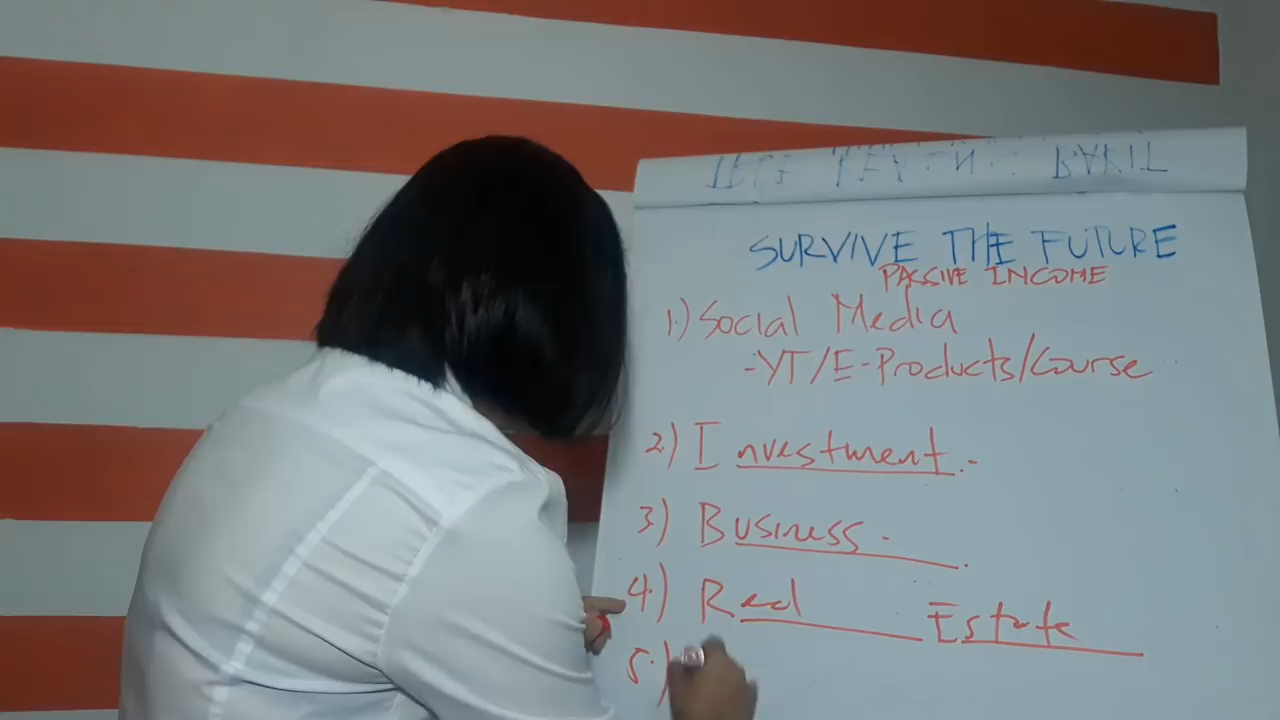 SURVIVE THE FUTURE
PASSIVE INCOME
1.) Social Media
-YT/E-Products/Course
2.) Investment.-
3.) Business.
4.) Real Estate
5.)